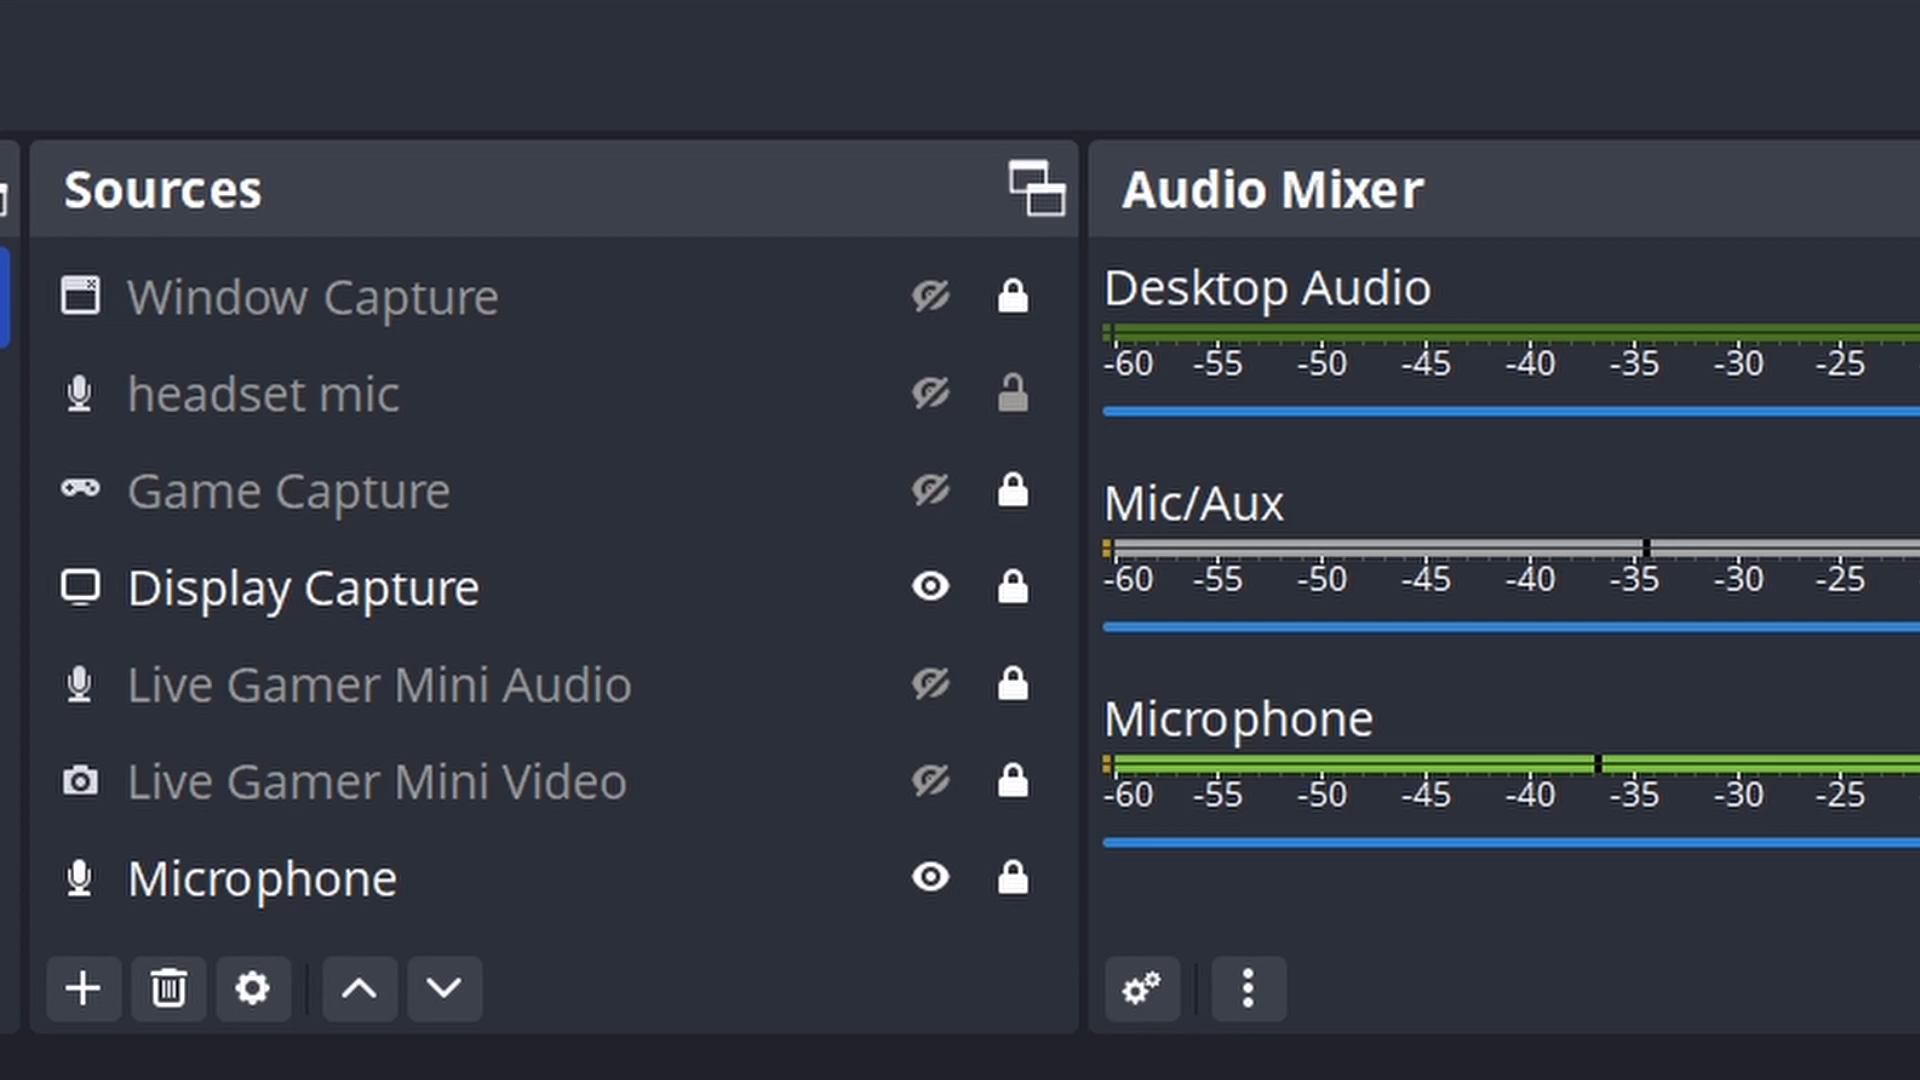 Sources
Window Capture
headset mic
Game Capture
Display Capture
Live Gamer Mini Audio
Live Gamer Mini Video
Microphone
Audio Mixer
Desktop Audio
-60 -55 -50 -45 -40 -35 -30 -25
Mic/Aux
-60 -55 -50 -45 -40 -35 -30 -25
Microphone
-60 -55 -50 -45 -40 -35 -30 -25